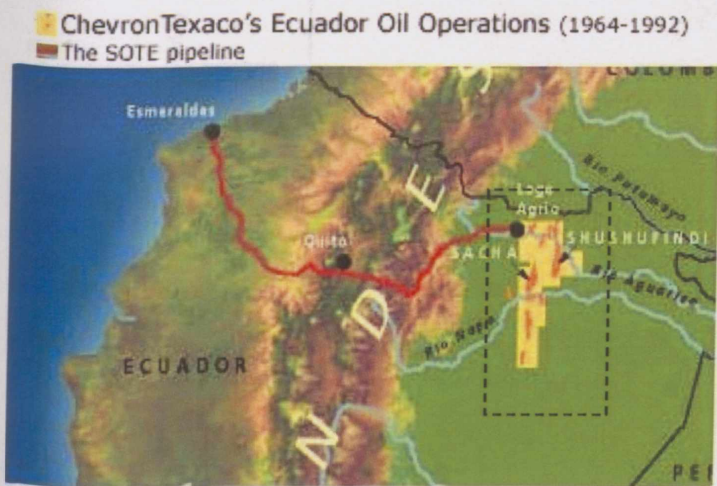 ChevronTexaco's Ecuador Oil Operations (1964-1992)
The SOTE pipeline
COLOMB
Esmeraldas
S
E
D
N
Rio Putumayo
Lago
Agrio
SHUSHUFINDI
SACHA
Quito
Rio Aguarico
Rio Napo
ECUADOR
PE